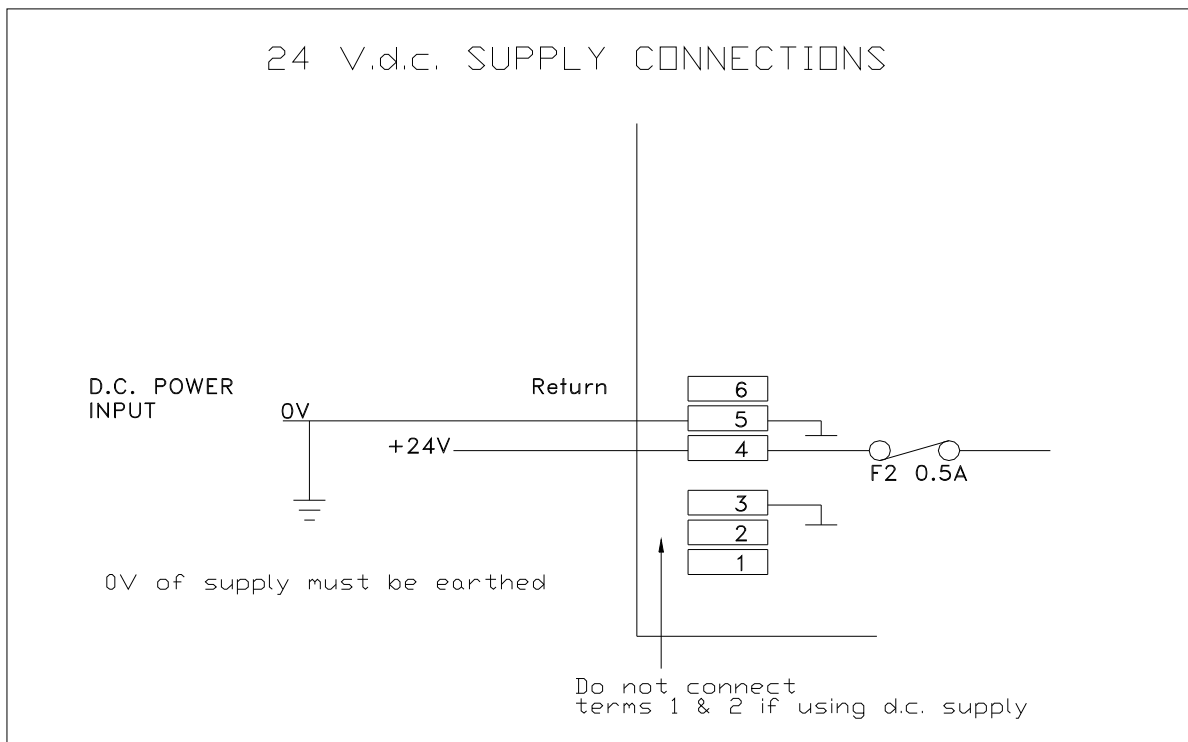 24 V.d.c. SUPPLY CONNECTIONS
D.C. POWER
INPUT
0V
Return
+24V
6
5
4
F2 0.5A
3
2
1
0V of supply must be earthed
Do not connect
terms 1 & 2 if using d.c. supply